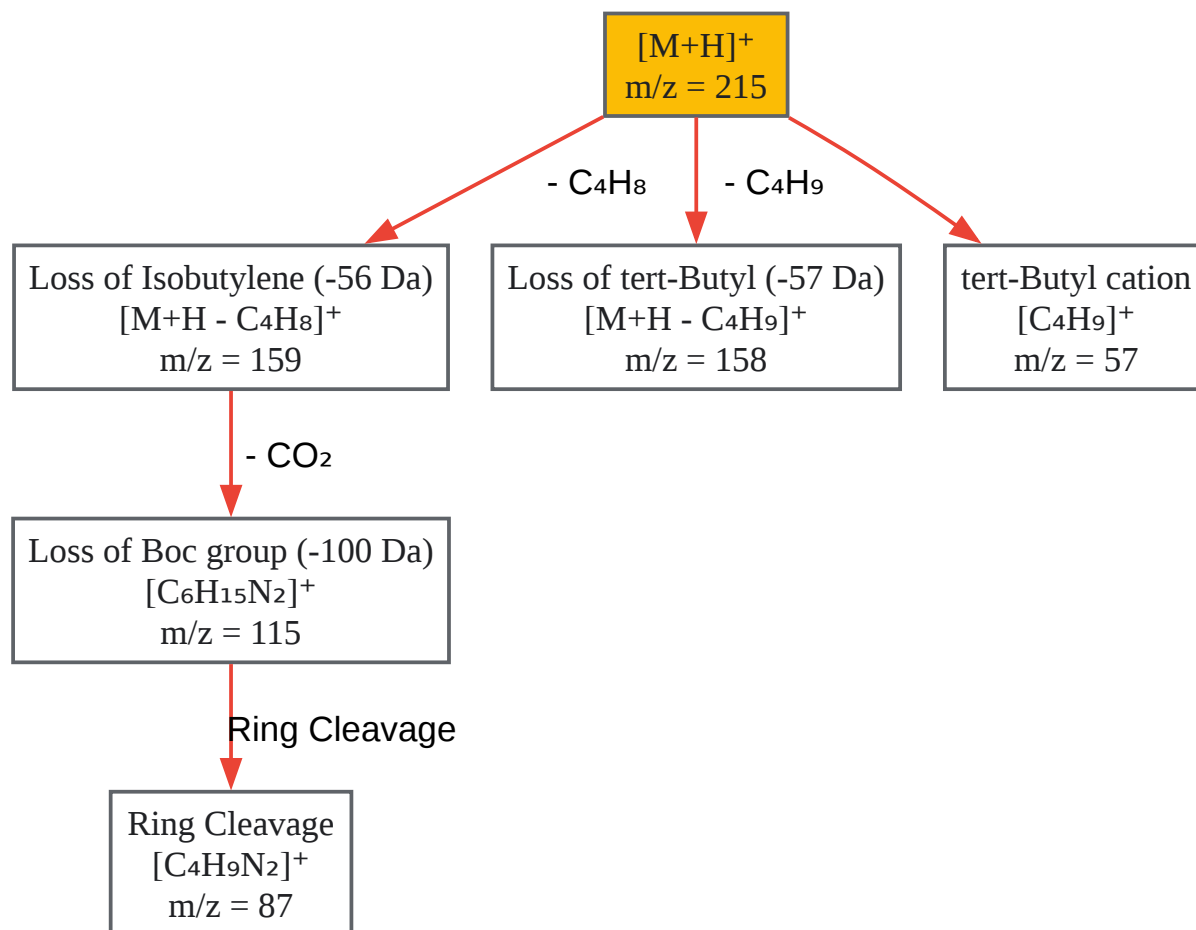 [M+H]⁺
m/z = 215
- C₄H₈
- C₄H₉
Loss of Isobutylene (-56 Da)
[M+H - C₄H₈]⁺
m/z = 159
Loss of tert-Butyl (-57 Da)
[M+H - C₄H₉]⁺
m/z = 158
tert-Butyl cation
[C₄H₉]⁺
m/z = 57
- CO₂
Loss of Boc group (-100 Da)
[C₆H₁₅N₂]⁺
m/z = 115
Ring Cleavage
Ring Cleavage
[C₄H₉N₂]⁺
m/z = 87